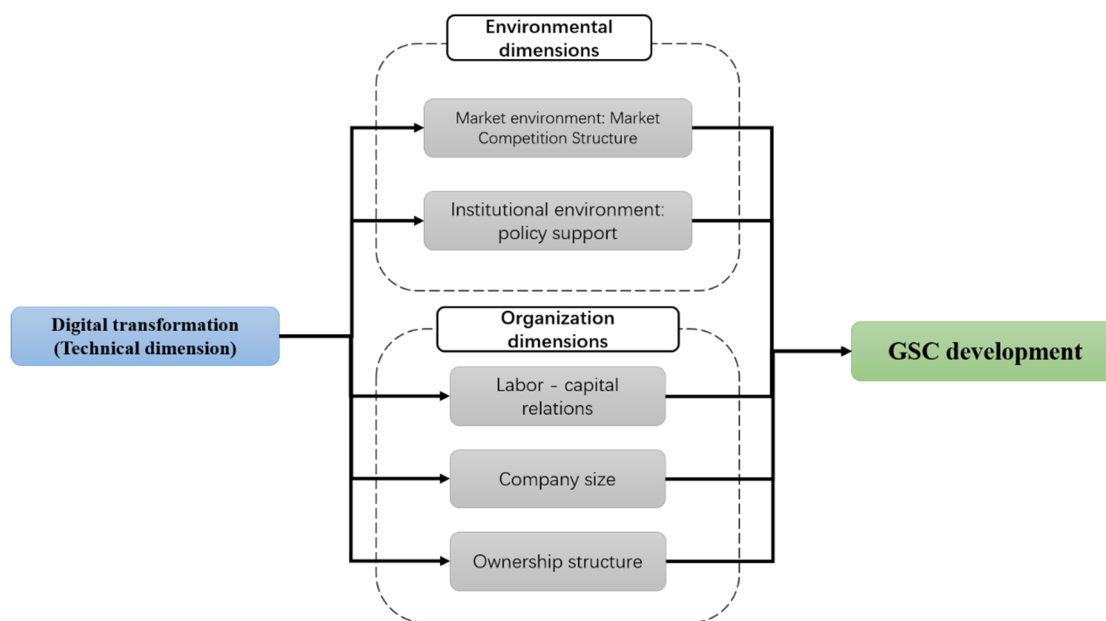 Environmental
dimensions
Market environment: Market
Competition Structure
Institutional environment:
policy support
Digital transformation
(Technical dimension)
Organization
dimensions
GSC development
Labor - capital
relations
Company size
Ownership structure